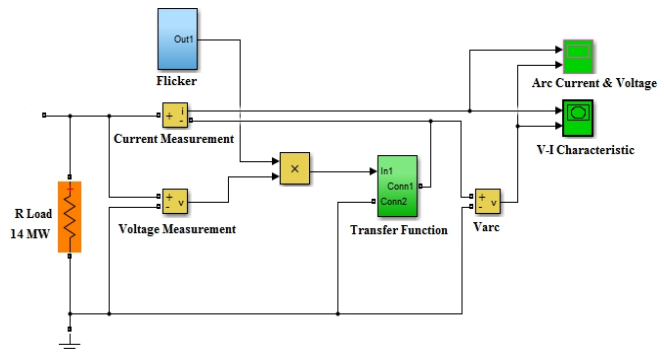 Out1
Flicker
Arc Current & Voltage
+ i
-
Current Measurement
V-I Characteristic
×
In1
Conn1
Conn2
Transfer Function
+
- v
Voltage Measurement
+
- v
Varc
R Load
14 MW
+